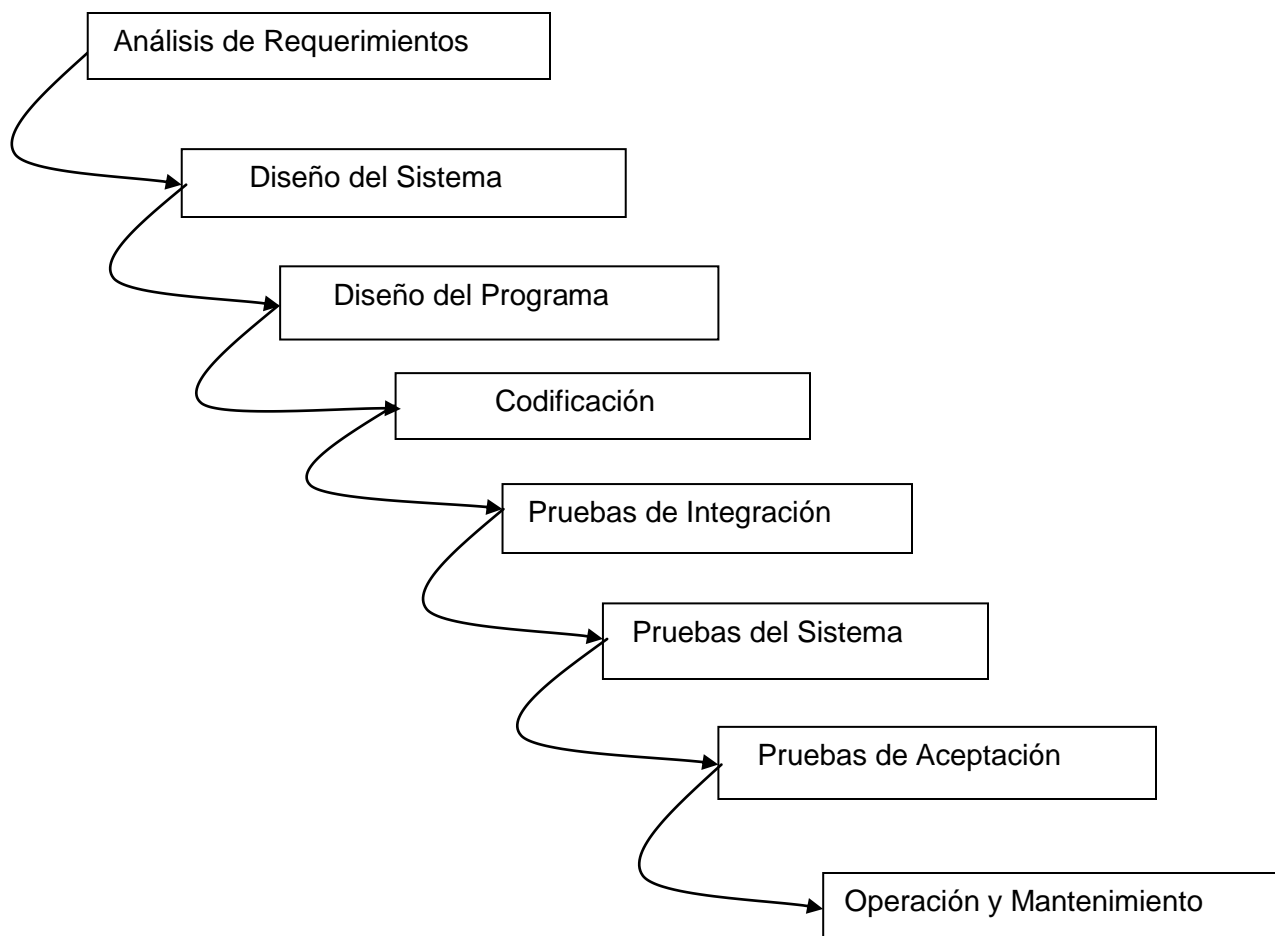 Análisis de Requerimientos
Diseño del Sistema
Diseño del Programa
Codificación
Pruebas de Integración
Pruebas del Sistema
Pruebas de Aceptación
Operación y Mantenimiento